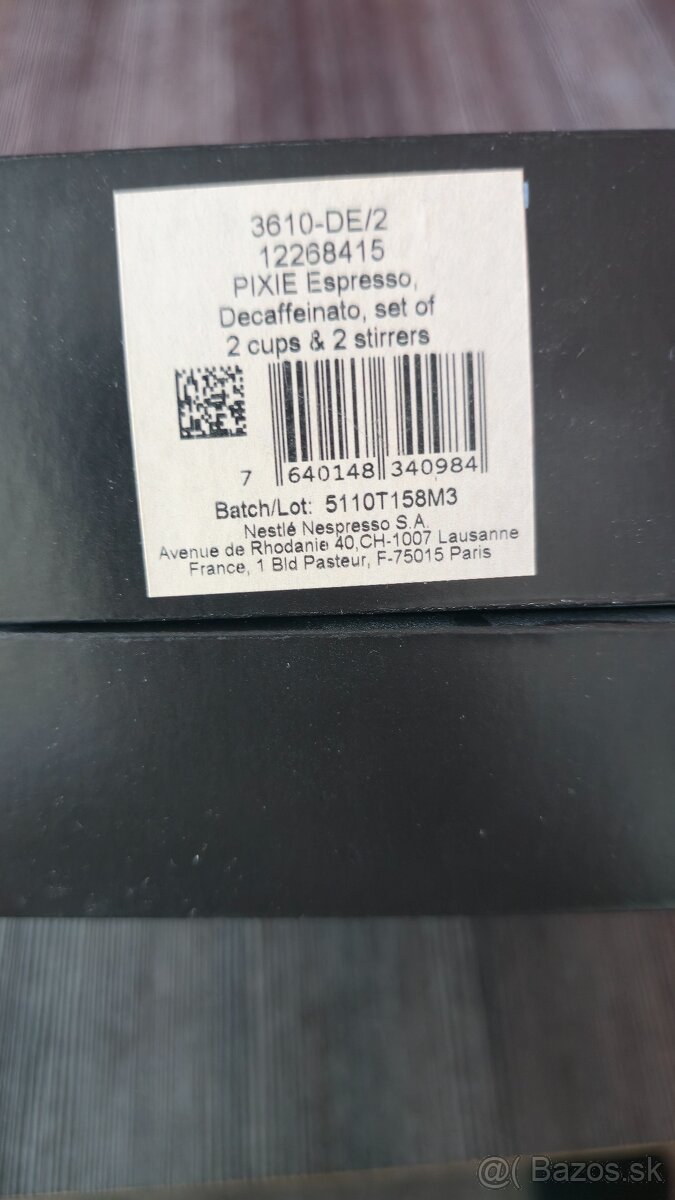 3610-DE/2
12268415
PIXIE Espresso,
Decaffeinato, set of
2 cups & 2 stirrers
7 640148 340984
Batch/Lot: 5110T158M3
Nestlé Nespresso S.A.
Avenue de Rhodanie 40,CH-1007 Lausanne
France, 1 Bld Pasteur, F-75015 Paris
@( Bazos.sk